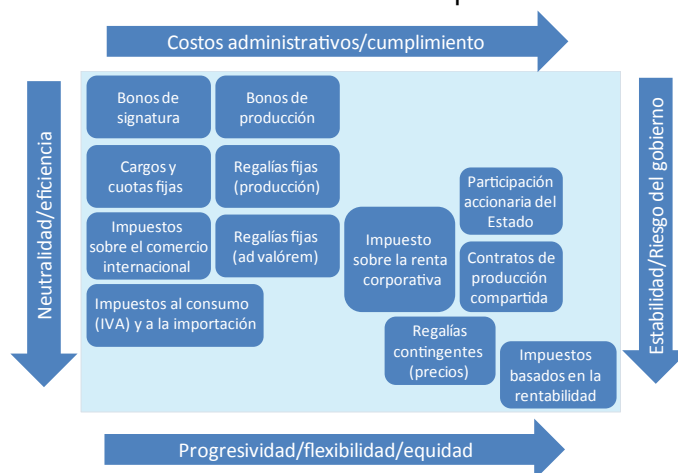 Costos administrativos/cumplimiento
Neutralidad/eficiencia
Bonos de
signatura
Bonos de
producción
Cargos y
cuotas fijas
Regalías fijas
(producción)
Impuestos
sobre el comercio
internacional
Regalías fijas
(ad valórem)
Impuestos al consumo
(IVA) y a la importación
Impuesto
sobre la renta
corporativa
Participación
accionaria del
Estado
Contratos de
producción
compartida
Regalías
contingentes
(precios)
Impuestos
basados en la
rentabilidad
Estabilidad/Riesgo del gobierno
Progresividad/flexibilidad/equidad